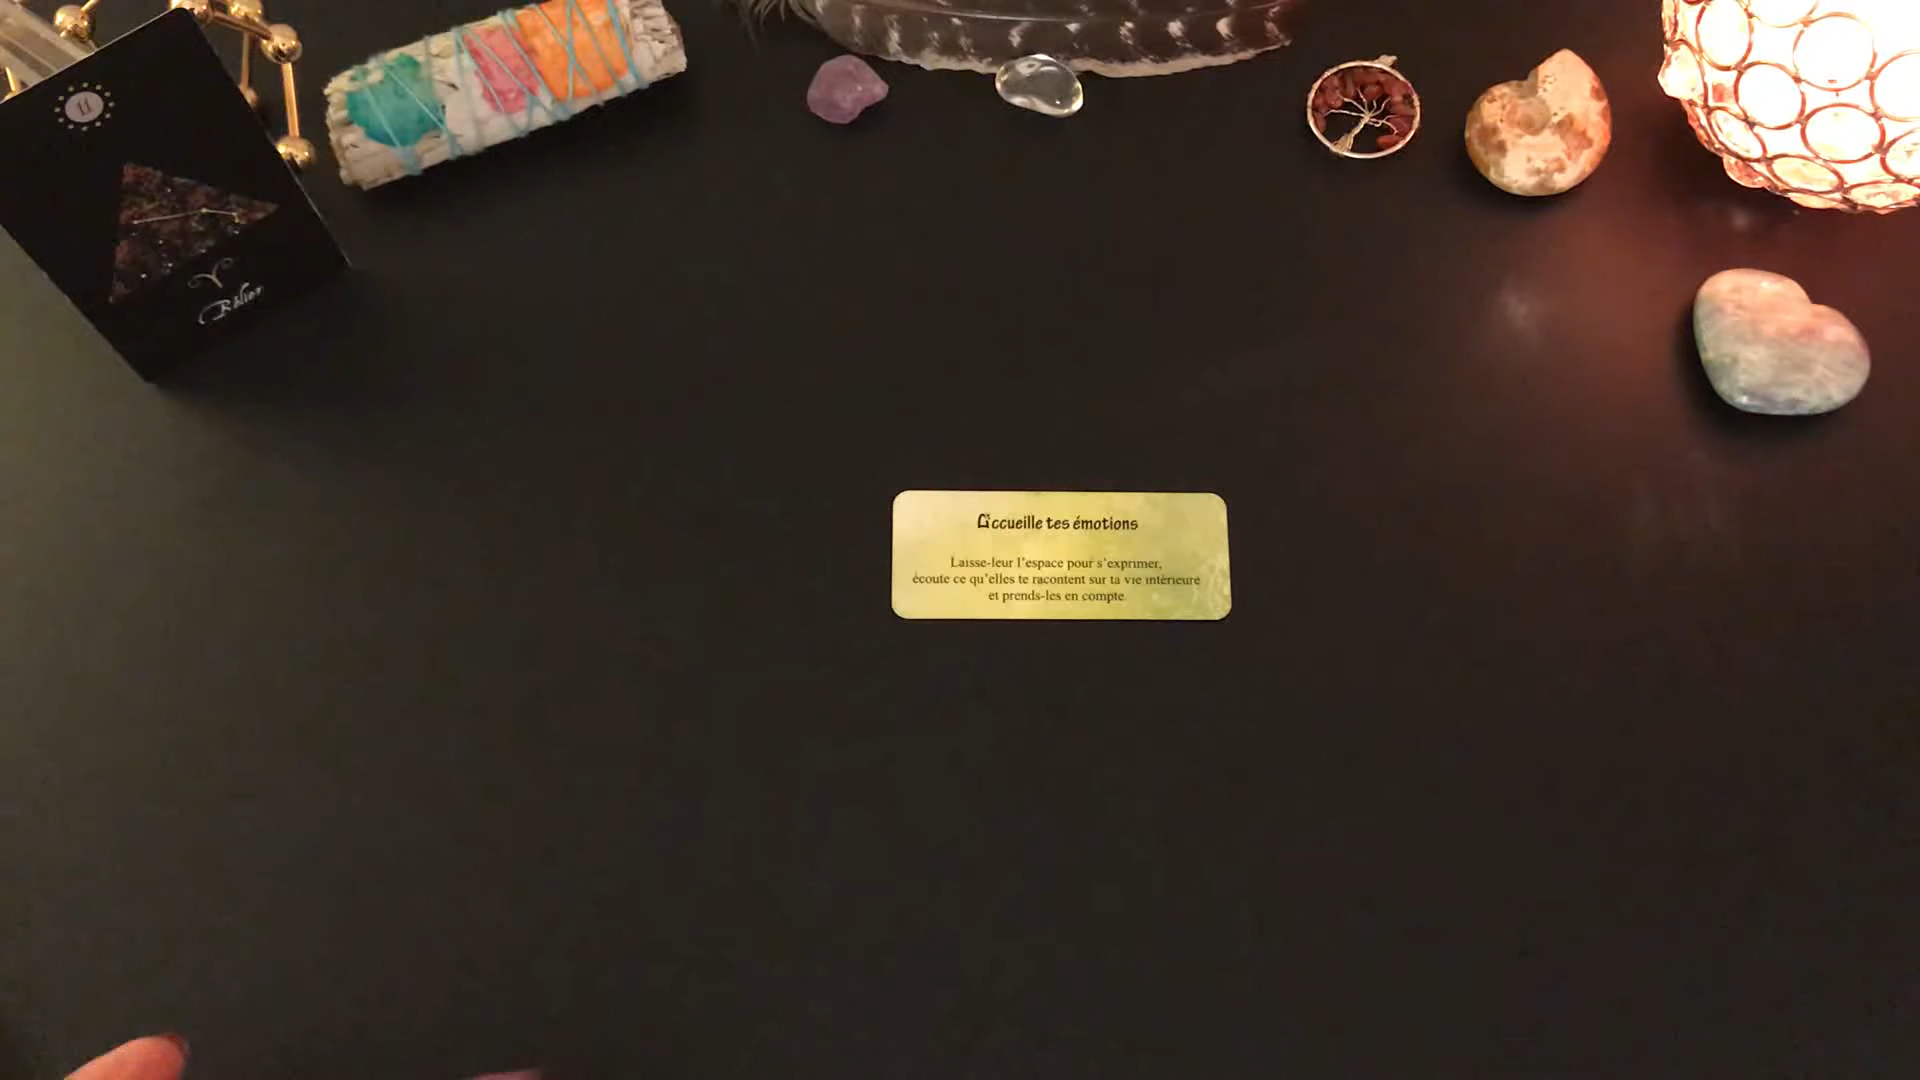 11
Bélier
Accueille tes émotions
Laisse-leur l'espace pour s'exprimer,
écoute ce qu'elles te racontent sur ta vie intérieure
et prends-les en compte.